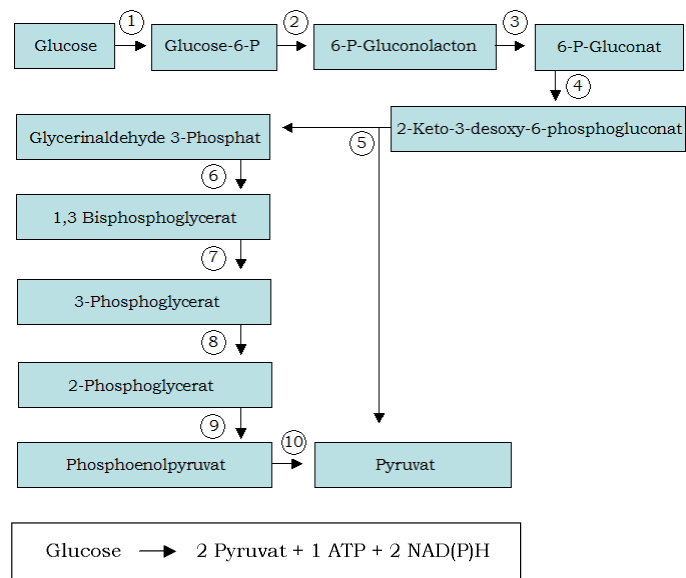 1
2
3
Glucose
Glucose-6-P
6-P-Gluconolacton
6-P-Gluconat
4
2-Keto-3-desoxy-6-phosphogluconat
Glycerinaldehyde 3-Phosphat
5
6
1,3 Bisphosphoglycerat
7
3-Phosphoglycerat
8
2-Phosphoglycerat
9
10
Phosphoenolpyruvat
Pyruvat
Glucose → 2 Pyruvat + 1 ATP + 2 NAD(P)H